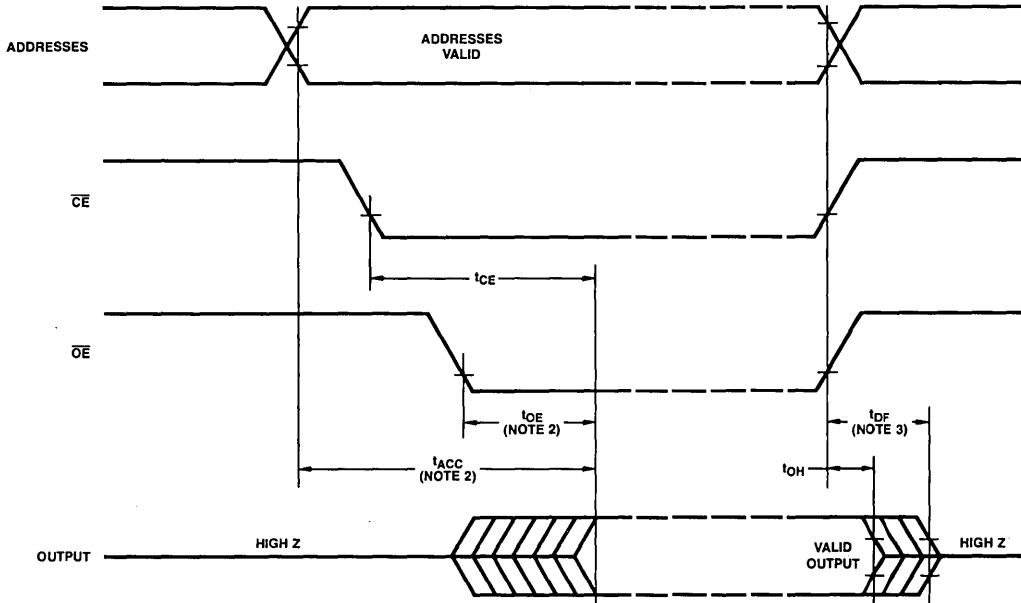 ADDRESSES
ADDRESSES
VALID
CE
tCE
OE
tOE
(NOTE 2)
tDF
(NOTE 3)
tACC
(NOTE 2)
tOH
OUTPUT
HIGH Z
VALID
OUTPUT
HIGH Z